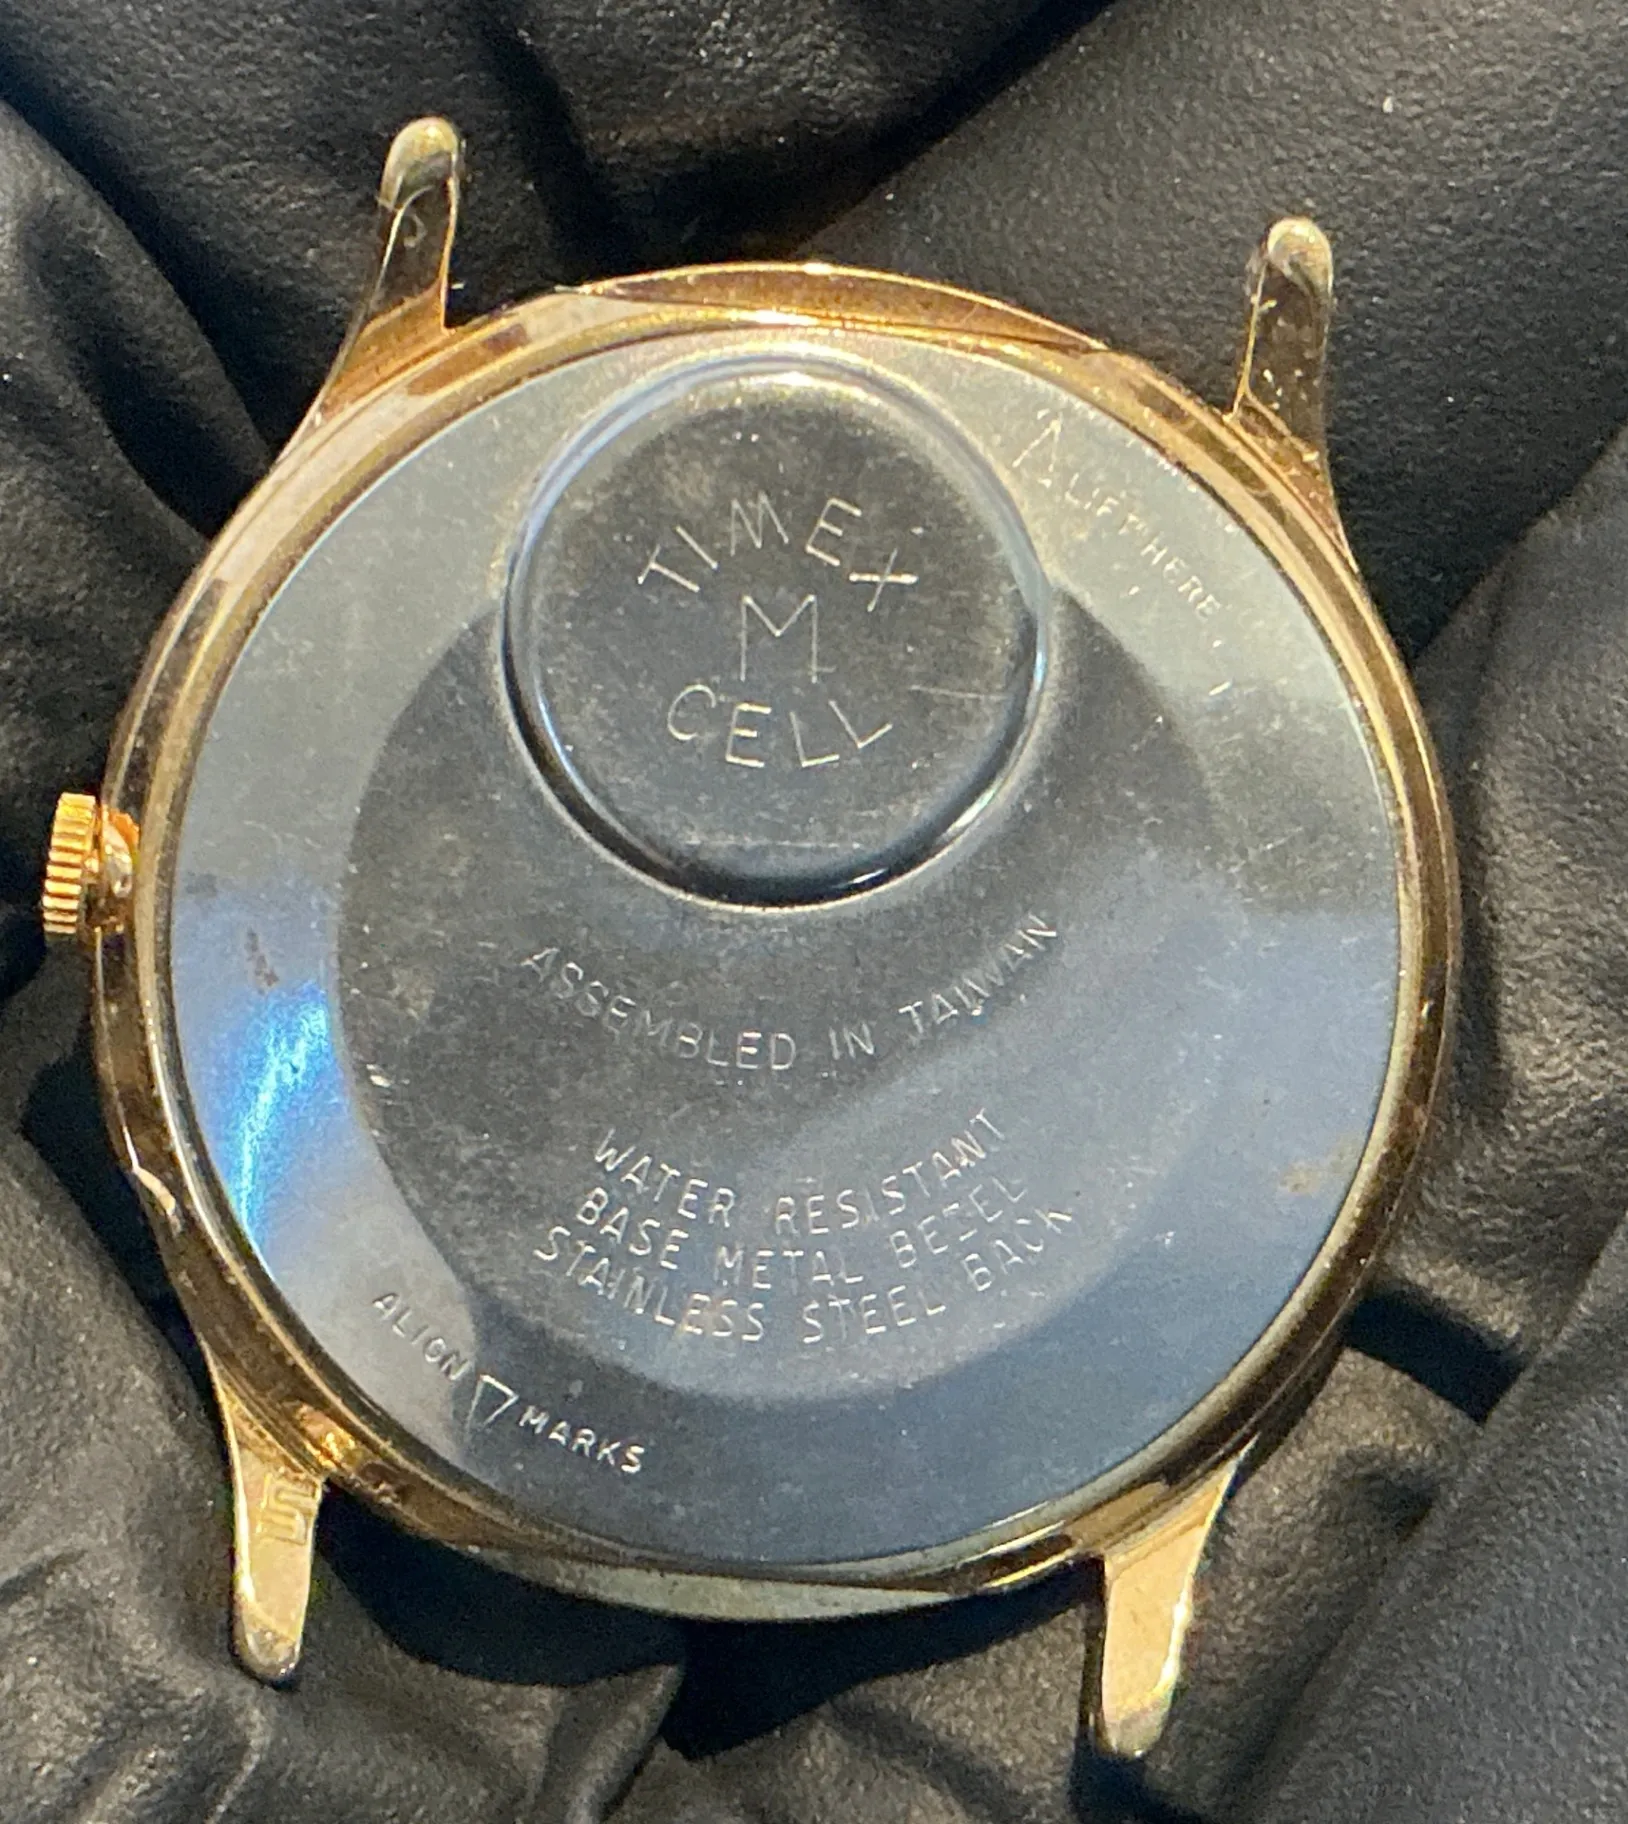 TIMEX
M
CELL
LIFT HERE
ASSEMBLED IN TAIWAN
WATER RESISTANT
BASE METAL BEZEL
STAINLESS STEEL BACK
ALIGN MARKS